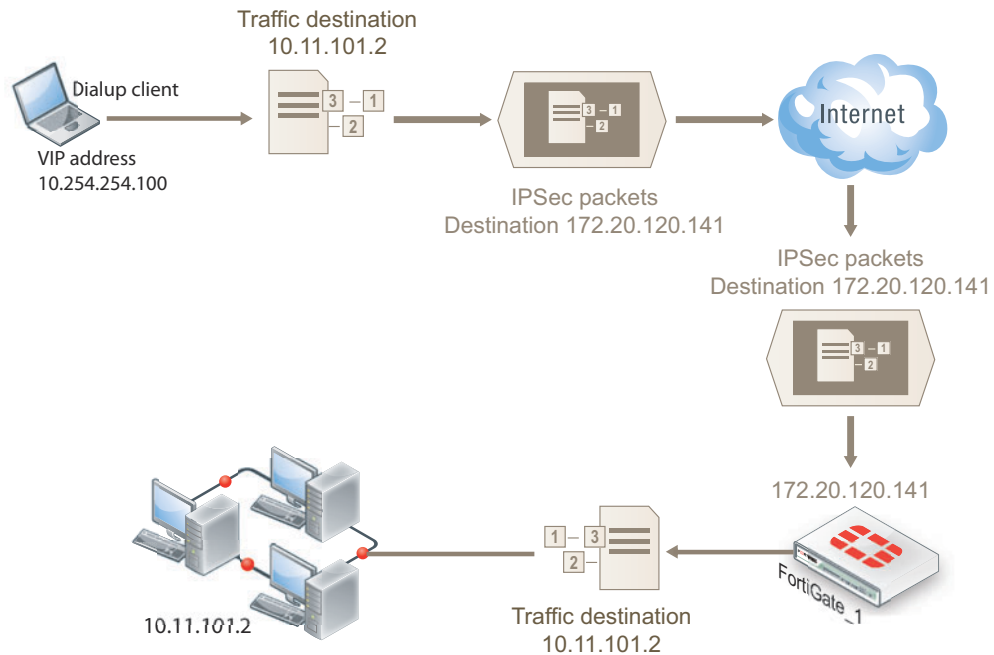 Traffic destination
10.11.101.2
Dialup client
VIP address
10.254.254.100
3 – 1
– 2
3 – 1
– 2
Internet
IPSec packets
Destination 172.20.120.141
IPSec packets
Destination 172.20.120.141
3 – 1
– 2
172.20.120.141
FortiGate_1
1 – 3
2 –
Traffic destination
10.11.101.2
10.11.101.2